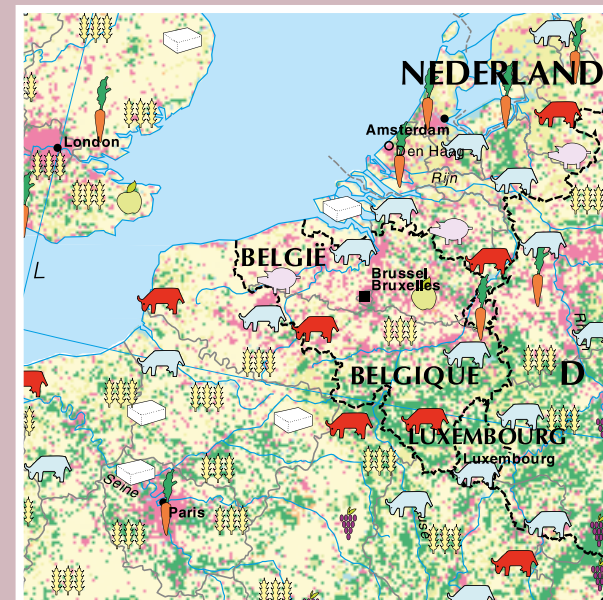 NEDERLAND
Amsterdam
Den Haag
London
Rijn
L
BELGIË
Brussel
Bruxelles
D
BELGIQUE
LUXEMBOURG
Luxembourg
Seine
Paris